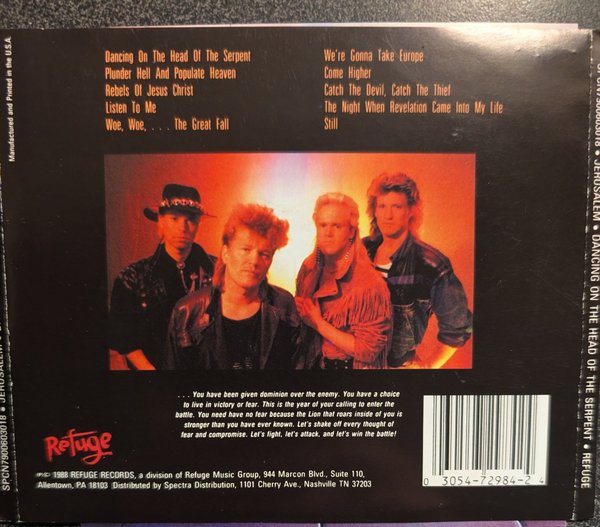 Manufactured and Printed in the U.S.A.
Dancing On The Head Of The Serpent
Plunder Hell And Populate Heaven
Rebels Of Jesus Christ
Listen To Me
Woe, Woe, . . . The Great Fall
We're Gonna Take Europe
Come Higher
Catch The Devil, Catch The Thief
The Night When Revelation Came Into My Life
Still
. . . You have been given dominion over the enemy. You have a choice
to live in victory or fear. This is the year of your calling to enter the
battle. You need have no fear because the Lion that roars inside of you is
stronger than you have ever known. Let's shake off every thought of
fear and compromise. Let's fight, let's attack, and let's win the battle!
Refuge
1988 REFUGE RECORDS, a division of Refuge Music Group, 944 Marcon Blvd., Suite 110,
Allentown, PA 18103 Distributed by Spectra Distribution, 1101 Cherry Ave., Nashville TN 37203
0 3054-72984-2 4
SPCN7900603018 • JERUSALEM •
SPCN7900603018 • JERUSALEM • DANCING ON THE HEAD OF THE SERPENT • REFUGE